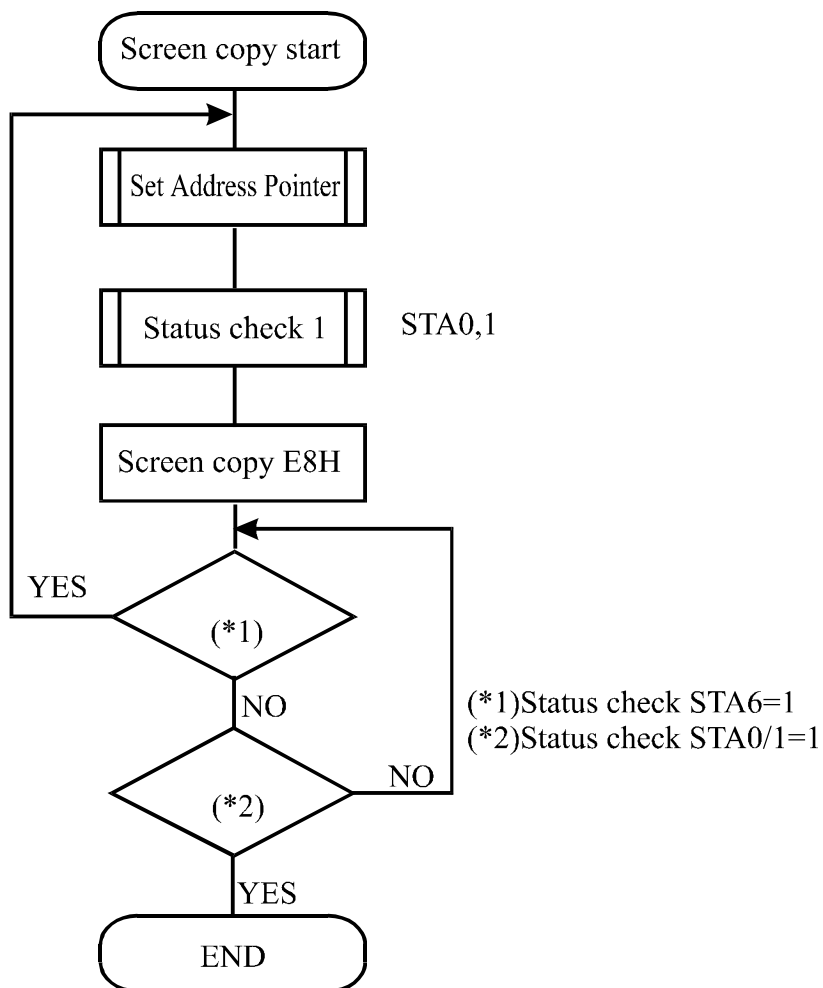 Screen copy start
Set Address Pointer
Status check 1
STA0,1
Screen copy E8H
YES
(*1)
NO
(*1)Status check STA6=1
(*2)Status check STA0/1=1
NO
(*2)
YES
END